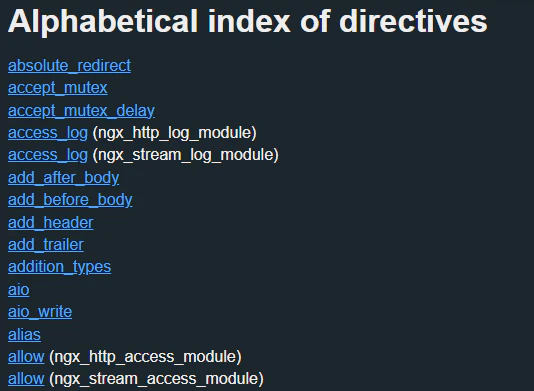 Alphabetical index of directives
absolute_redirect
accept_mutex
accept_mutex_delay
access_log (ngx_http_log_module)
access_log (ngx_stream_log_module)
add_after_body
add_before_body
add_header
add_trailer
addition_types
aio
aio_write
alias
allow (ngx_http_access_module)
allow (ngx_stream_access_module)